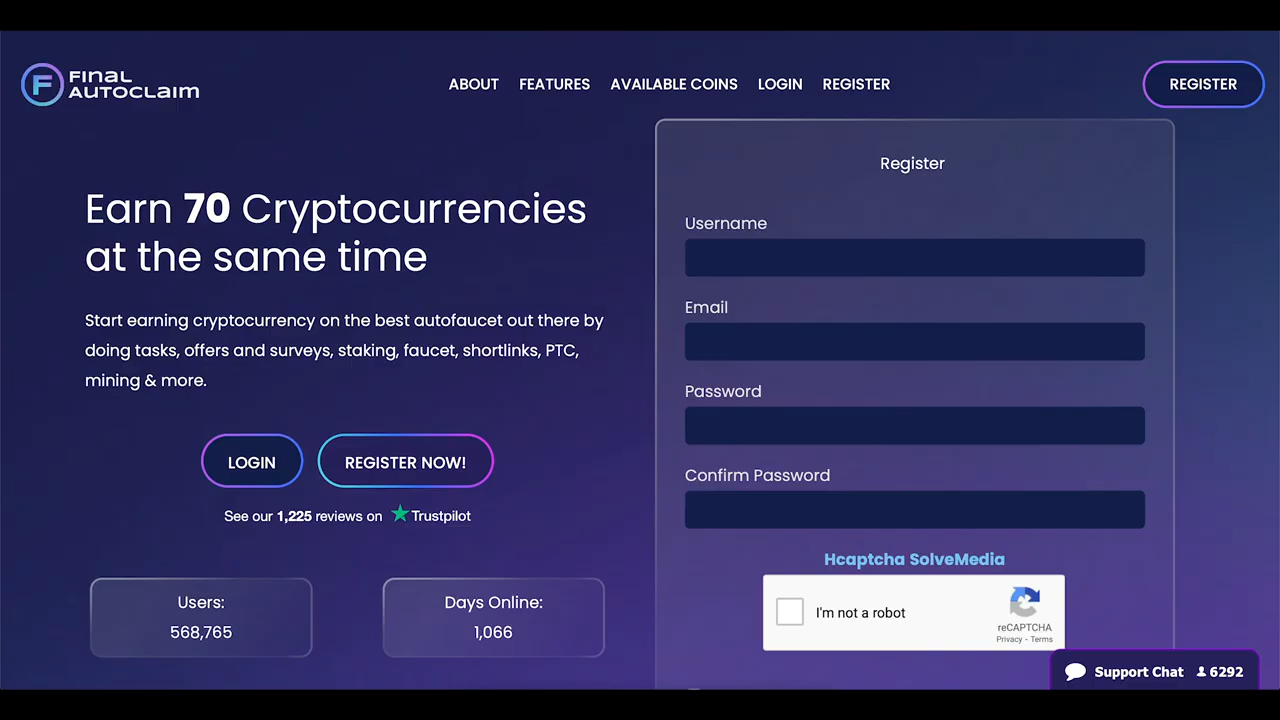 FINAL
AUTOCLAIM
ABOUT FEATURES AVAILABLE COINS LOGIN REGISTER
REGISTER
Earn 70 Cryptocurrencies
at the same time
Start earning cryptocurrency on the best autofaucet out there by
doing tasks, offers and surveys, staking, faucet, shortlinks, PTC,
mining & more.
LOGIN
REGISTER NOW!
See our 1,225 reviews on Trustpilot
Users:
568,765
Days Online:
1,066
Register
Username
Email
Password
Confirm Password
Hcaptcha SolveMedia
I'm not a robot
reCAPTCHA
Privacy - Terms
Support Chat 6292